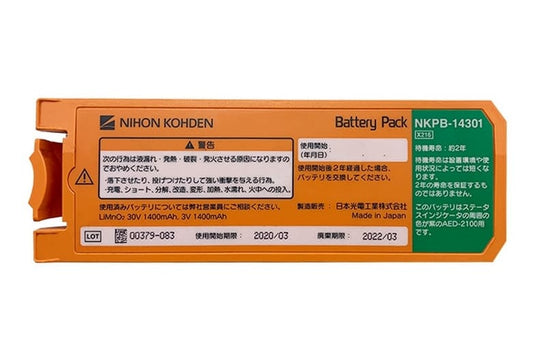 NIHON KOHDEN
Battery Pack
NKPB-14301
X216
警告
次の行為は液漏れ・発熱・破裂・発火させる原因になりますのでおやめください。
・落下させたり、投げつけたりして強い衝撃を与える行為、
・充電、ショート、分解、改造、変形、加熱、水濡れ、火中への投入。
使用済みバッテリについては弊社営業員にご相談ください。
LiMnO₂ 30V 1400mAh, 3V 1400mAh
使用開始:
(年月日)
使用開始後2年経過した場合、
バッテリを交換してください。
製造販売: 日本光電工業株式会社
Made in Japan
待機寿命:約2年
待機寿命は設置環境や使
用状況によっては短くな
ります。
2年の寿命を保証するも
のではありません。
このバッテリはステータ
スインジケータの周囲の
色が紫のAED-2100用
です。
LOT 00379-083
使用開始期限: 2020/03
廃棄期限: 2022/03